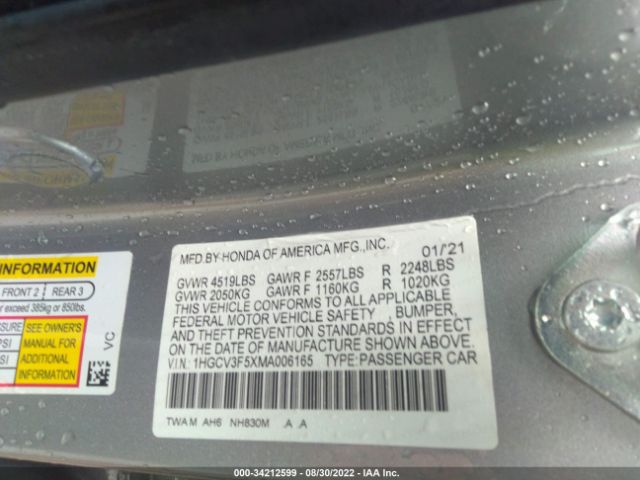 MFD.BY HONDA OF AMERICA MFG.,INC. 01/21
GVWR 4519LBS GAWR F 2557LBS R 2248LBS
GVWR 2050KG GAWR F 1160KG R 1020KG
THIS VEHICLE CONFORMS TO ALL APPLICABLE
FEDERAL MOTOR VEHICLE SAFETY , BUMPER,
AND THEFT PREVENTION STANDARDS IN EFFECT
ON THE DATE OF MANUFACTURE SHOWN ABOVE.
V.I.N.: 1HGCV3F5XMA006165 TYPE:PASSENGER CAR
TWA M AH6 NH830M .A A
INFORMATION
FRONT 2 REAR 3
or exceed 385kg or 850lbs.
SEE OWNER'S
MANUAL FOR
ADDITIONAL
INFORMATION
VC
000-34212599 — 08/30/2022 — IAA Inc.